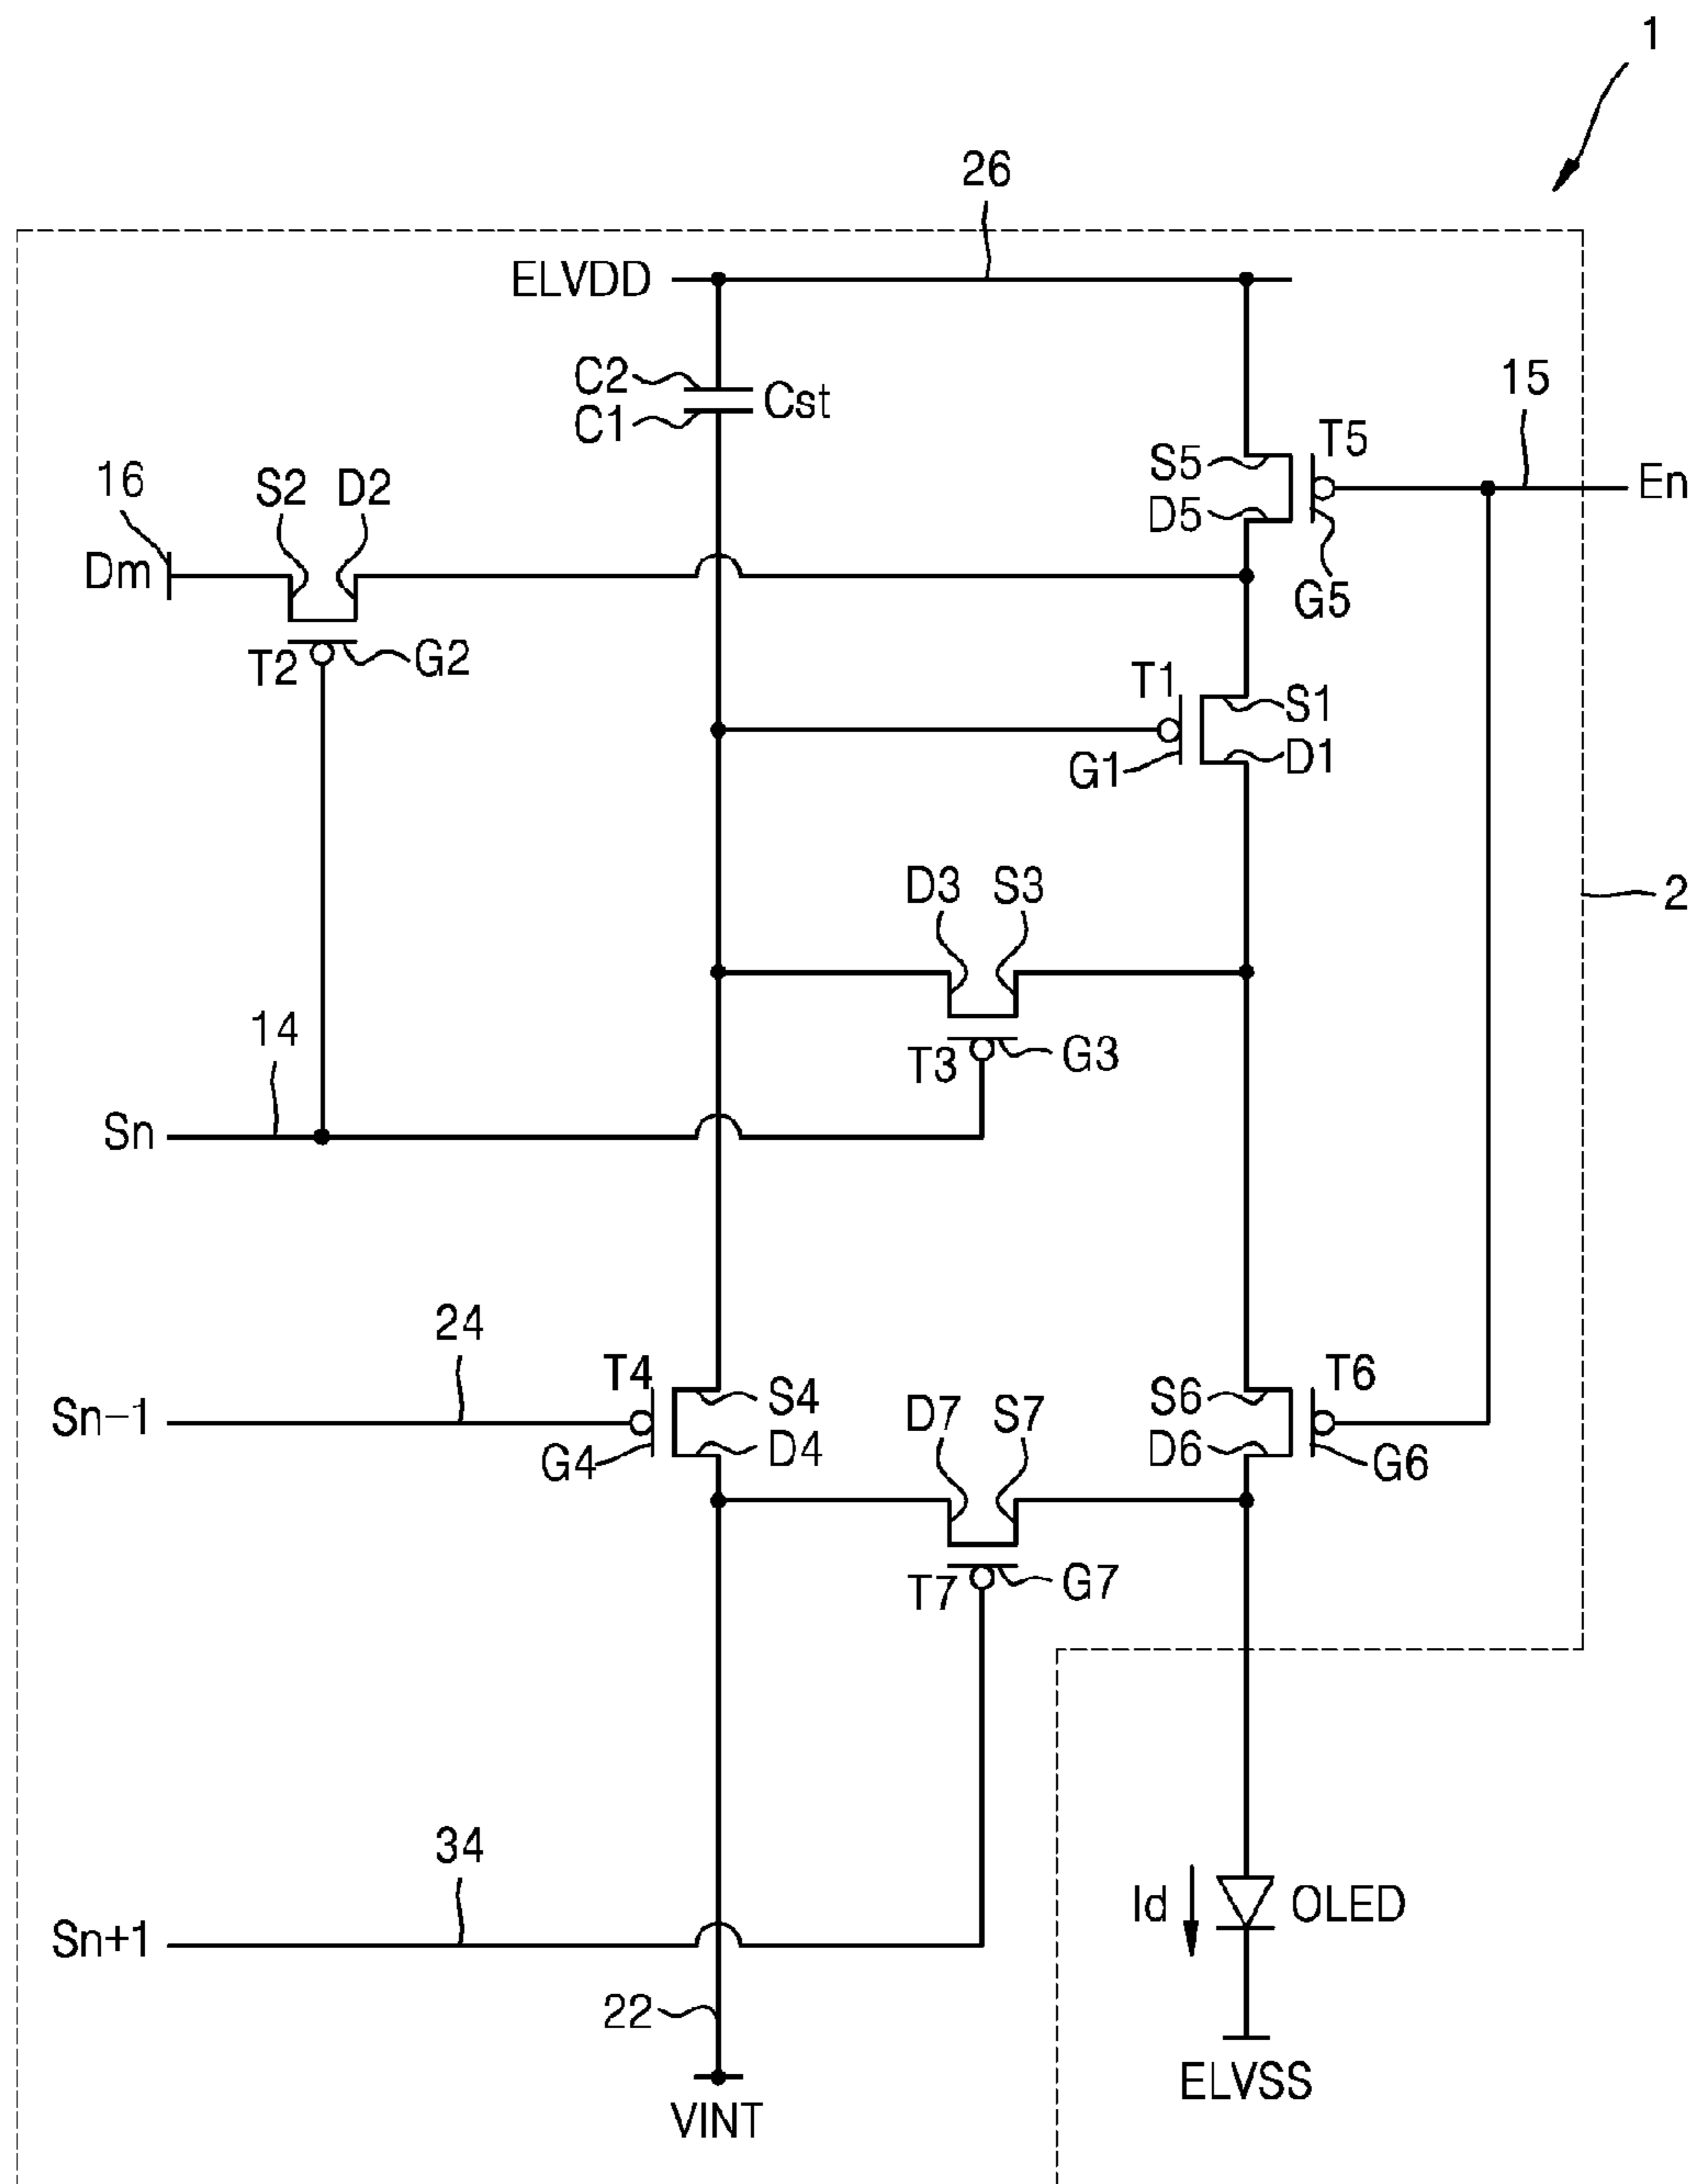 1
26
ELVDD
C2
Cst
C1
15
T5
S5
En
16
S2
D2
D5
Dm
G5
T2
G2
T1
S1
G1
D1
2
D3
S3
14
T3
G3
Sn
24
T4
S4
D7
S7
S6
T6
Sn-1
G4
D4
D6
G6
T7
G7
34
Id
OLED
Sn+1
22
ELVSS
VINT